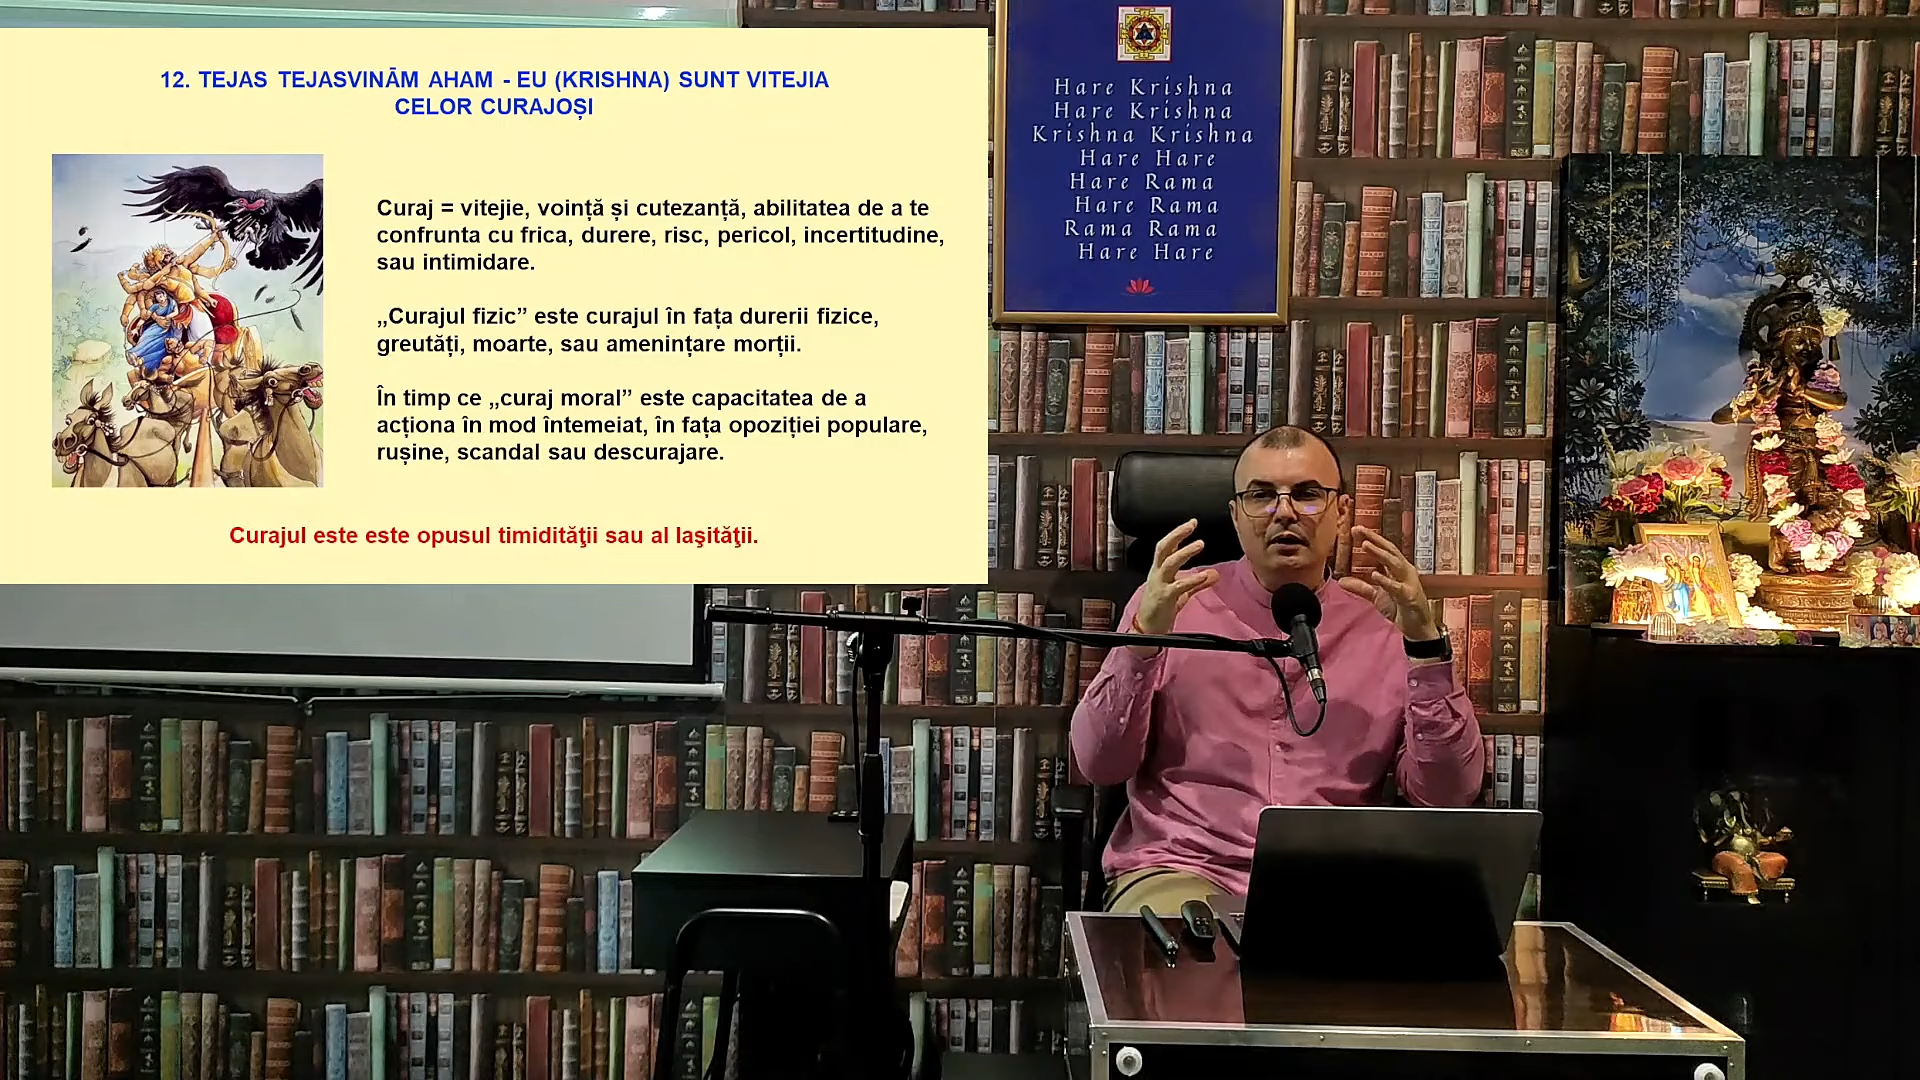 12. TEJAS TEJASVINĀM AHAM - EU (KRISHNA) SUNT VITEJIA
CELOR CURAJOȘI
Curaj = vitejie, voință și cutezanță, abilitatea de a te
confrunta cu frica, durere, risc, pericol, incertitudine,
sau intimidare.
„Curajul fizic” este curajul în fața durerii fizice,
greutăți, moarte, sau amenințare morții.
În timp ce „curaj moral” este capacitatea de a
acționa în mod întemeiat, în fața opoziției populare,
rușine, scandal sau descurajare.
Curajul este este opusul timidităţii sau al laşităţii.
Hare Krishna
Hare Krishna
Krishna Krishna
Hare Hare
Hare Rama
Hare Rama
Rama Rama
Hare Hare